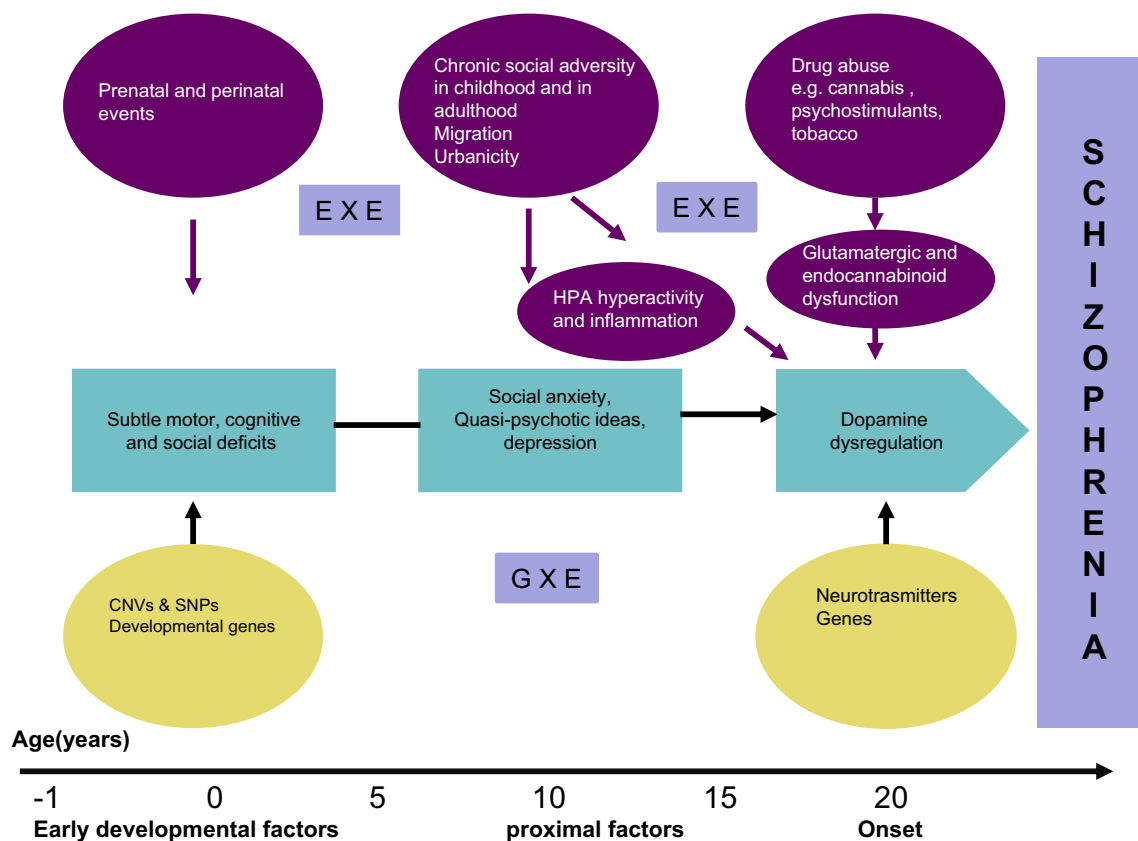 Prenatal and perinatal
events
Chronic social adversity
in childhood and in
adulthood
Migration
Urbanicity
Drug abuse
e.g. cannabis ,
psychostimulants,
tobacco
E X E
E X E
Glutamatergic and
endocannabinoid
dysfunction
HPA hyperactivity
and inflammation
Subtle motor, cognitive
and social deficits
Social anxiety,
Quasi-psychotic ideas,
depression
Dopamine
dysregulation
G X E
CNVs & SNPs
Developmental genes
Neurotrasmitters
Genes
S
C
H
I
Z
O
P
H
R
E
N
I
A
Age(years)
-1 0 5 10 15 20
Early developmental factors proximal factors Onset